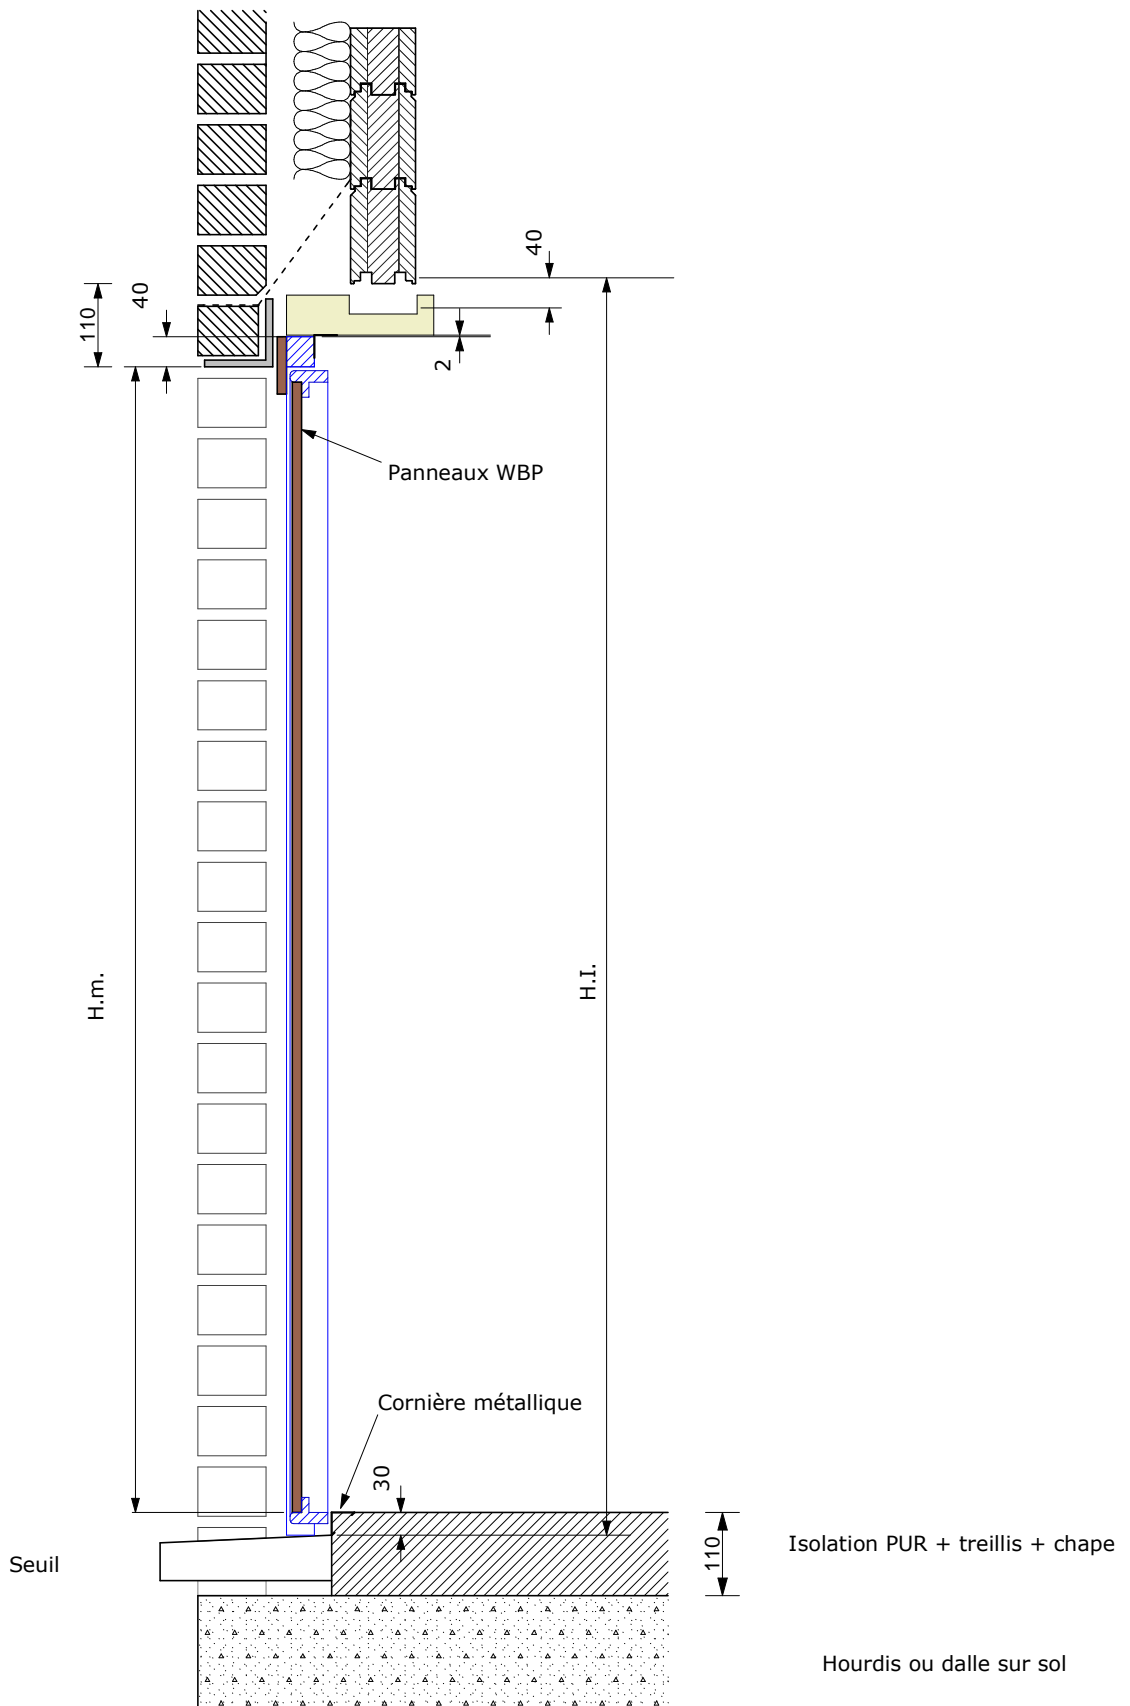 40
110
40
2
Panneaux WBP
H.m.
H.I.
Cornière métallique
30
110
Isolation PUR + treillis + chape
Seuil
Hourdis ou dalle sur sol